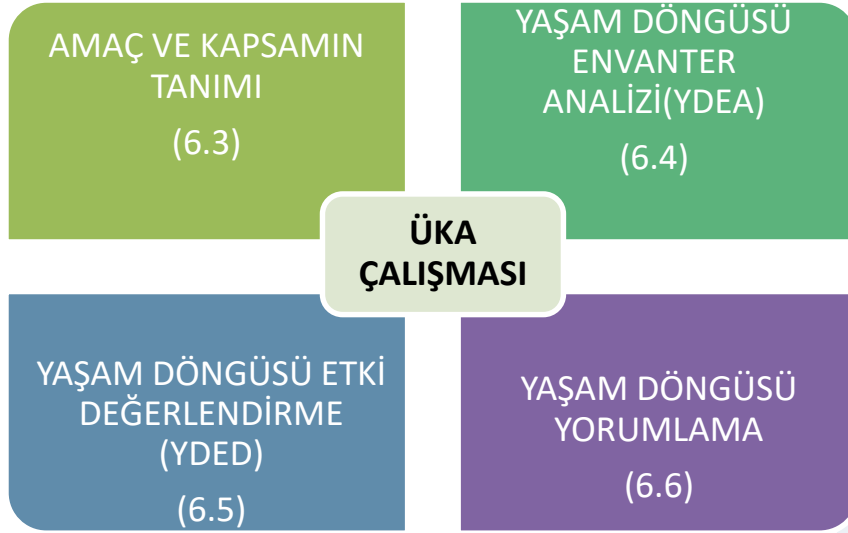 AMAÇ VE KAPSAMIN
TANIMI
(6.3)
YAŞAM DÖNGÜSÜ
ENVANTER
ANALİZİ(YDEA)
(6.4)
ÜKA
ÇALIŞMASI
YAŞAM DÖNGÜSÜ ETKİ
DEĞERLENDİRME
(YDED)
(6.5)
YAŞAM DÖNGÜSÜ
YORUMLAMA
(6.6)